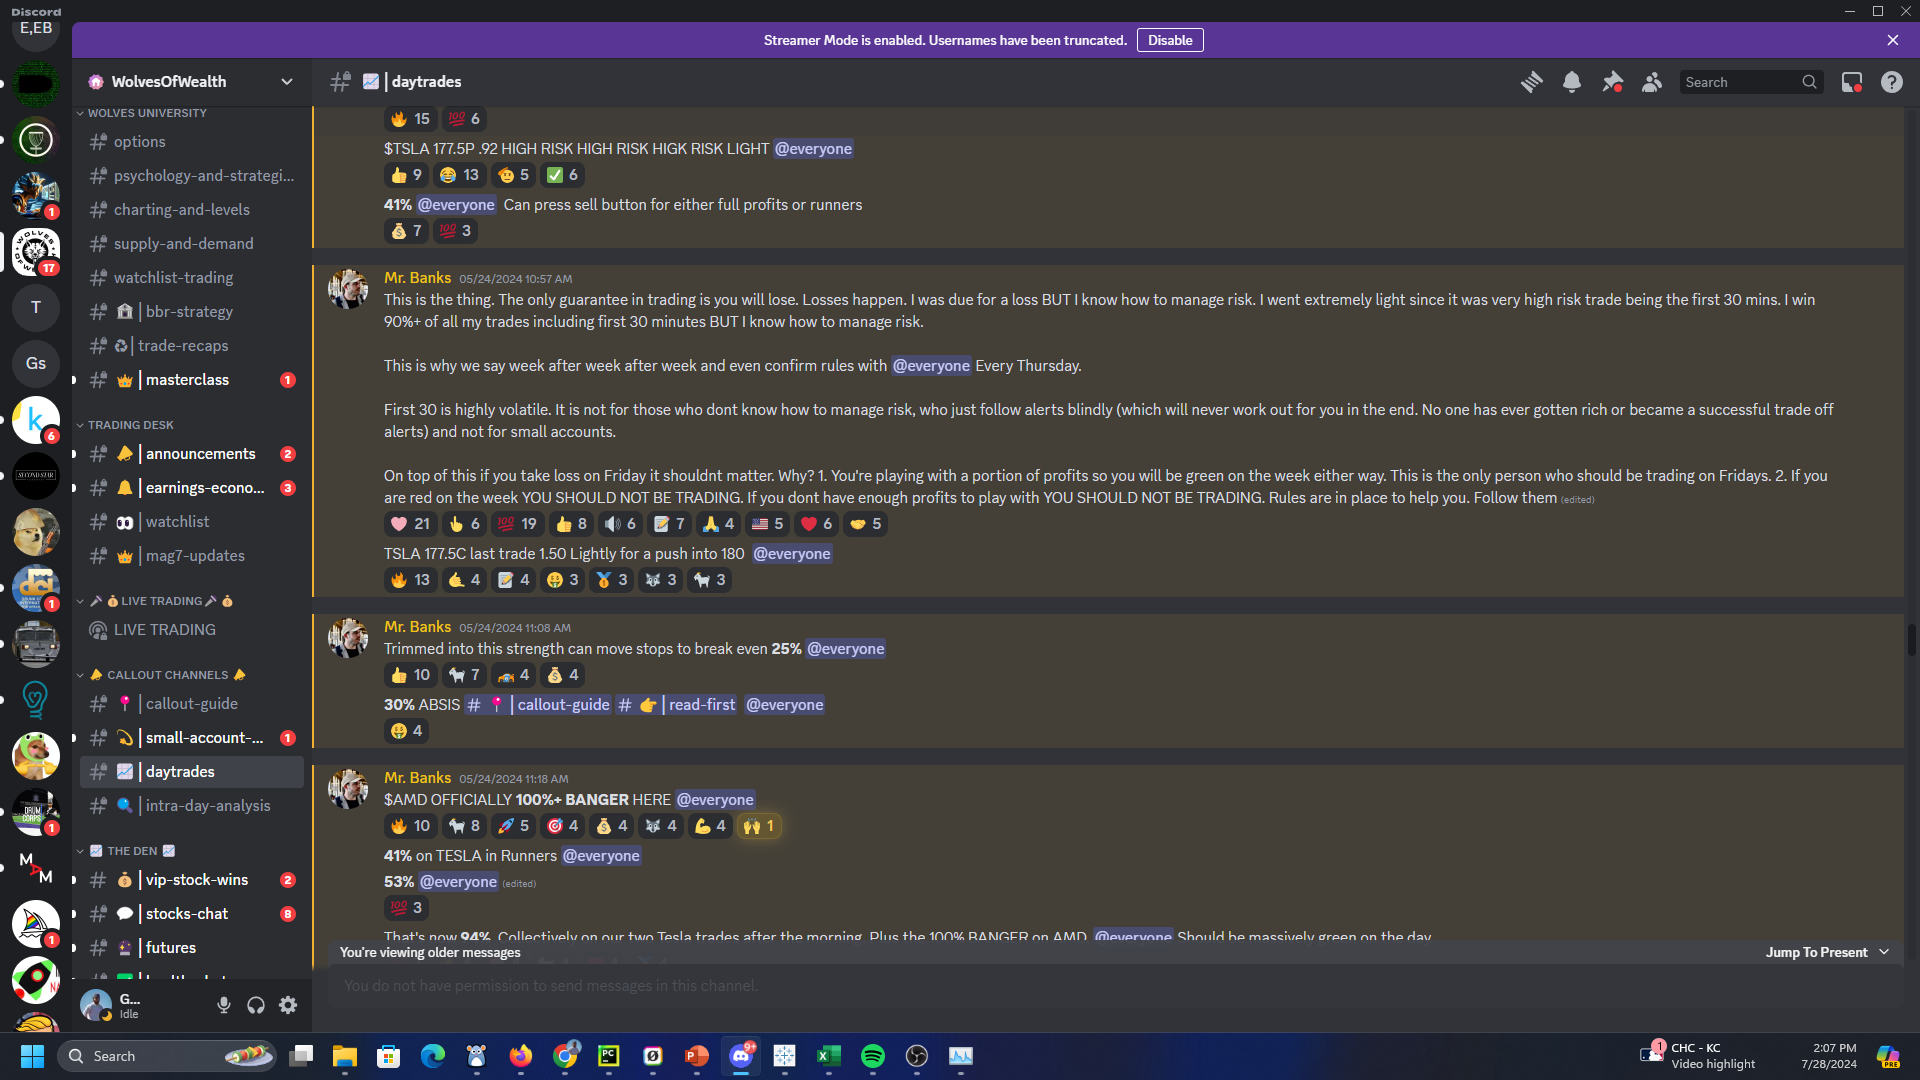 Discord
E,EB
Streamer Mode is enabled. Usernames have been truncated.
Disable
WolvesOfWealth
| daytrades
Search
WOLVES UNIVERSITY
options
psychology-and-strategi...
charting-and-levels
supply-and-demand
watchlist-trading
| bbr-strategy
| trade-recaps
| masterclass
1
TRADING DESK
| announcements
2
| earnings-econo...
3
| watchlist
| mag7-updates
LIVE TRADING
LIVE TRADING
CALLOUT CHANNELS
| callout-guide
| small-account-...
1
| daytrades
| intra-day-analysis
THE DEN
| vip-stock-wins
2
| stocks-chat
8
| futures
1
17
T
Gs
k
6
SECOND STAR
dci
1
DRUM CORPS
1
M A M
1
G...
Idle
15 100 6
$TSLA 177.5P .92 HIGH RISK HIGH RISK HIGK RISK LIGHT @everyone
9 13 5 6
41% @everyone Can press sell button for either full profits or runners
7 100 3
Mr. Banks 05/24/2024 10:57 AM
This is the thing. The only guarantee in trading is you will lose. Losses happen. I was due for a loss BUT I know how to manage risk. I went extremely light since it was very high risk trade being the first 30 mins. I win
90%+ of all my trades including first 30 minutes BUT I know how to manage risk.
This is why we say week after week after week and even confirm rules with @everyone Every Thursday.
First 30 is highly volatile. It is not for those who dont know how to manage risk, who just follow alerts blindly (which will never work out for you in the end. No one has ever gotten rich or became a successful trade off
alerts) and not for small accounts.
On top of this if you take loss on Friday it shouldnt matter. Why? 1. You're playing with a portion of profits so you will be green on the week either way. This is the only person who should be trading on Fridays. 2. If you
are red on the week YOU SHOULD NOT BE TRADING. If you dont have enough profits to play with YOU SHOULD NOT BE TRADING. Rules are in place to help you. Follow them (edited)
21 6 100 19 8 6 7 4 5 6 5
TSLA 177.5C last trade 1.50 Lightly for a push into 180 @everyone
13 4 4 3 3 3 3
Mr. Banks 05/24/2024 11:08 AM
Trimmed into this strength can move stops to break even 25% @everyone
10 7 4 4
30% ABSIS # | callout-guide # | read-first @everyone
4
Mr. Banks 05/24/2024 11:18 AM
$AMD OFFICIALLY 100%+ BANGER HERE @everyone
10 8 5 4 4 4 4 1
41% on TESLA in Runners @everyone
53% @everyone (edited)
100 3
That's now 94% Collectively on our two Tesla trades after the morning. Plus the 100% BANGER on AMD @everyone Should be massively green on the day
You're viewing older messages
Jump To Present
You do not have permission to send messages in this channel.
Search
PC
9+
1
CHC - KC
Video highlight
2:07 PM
7/28/2024
PRE